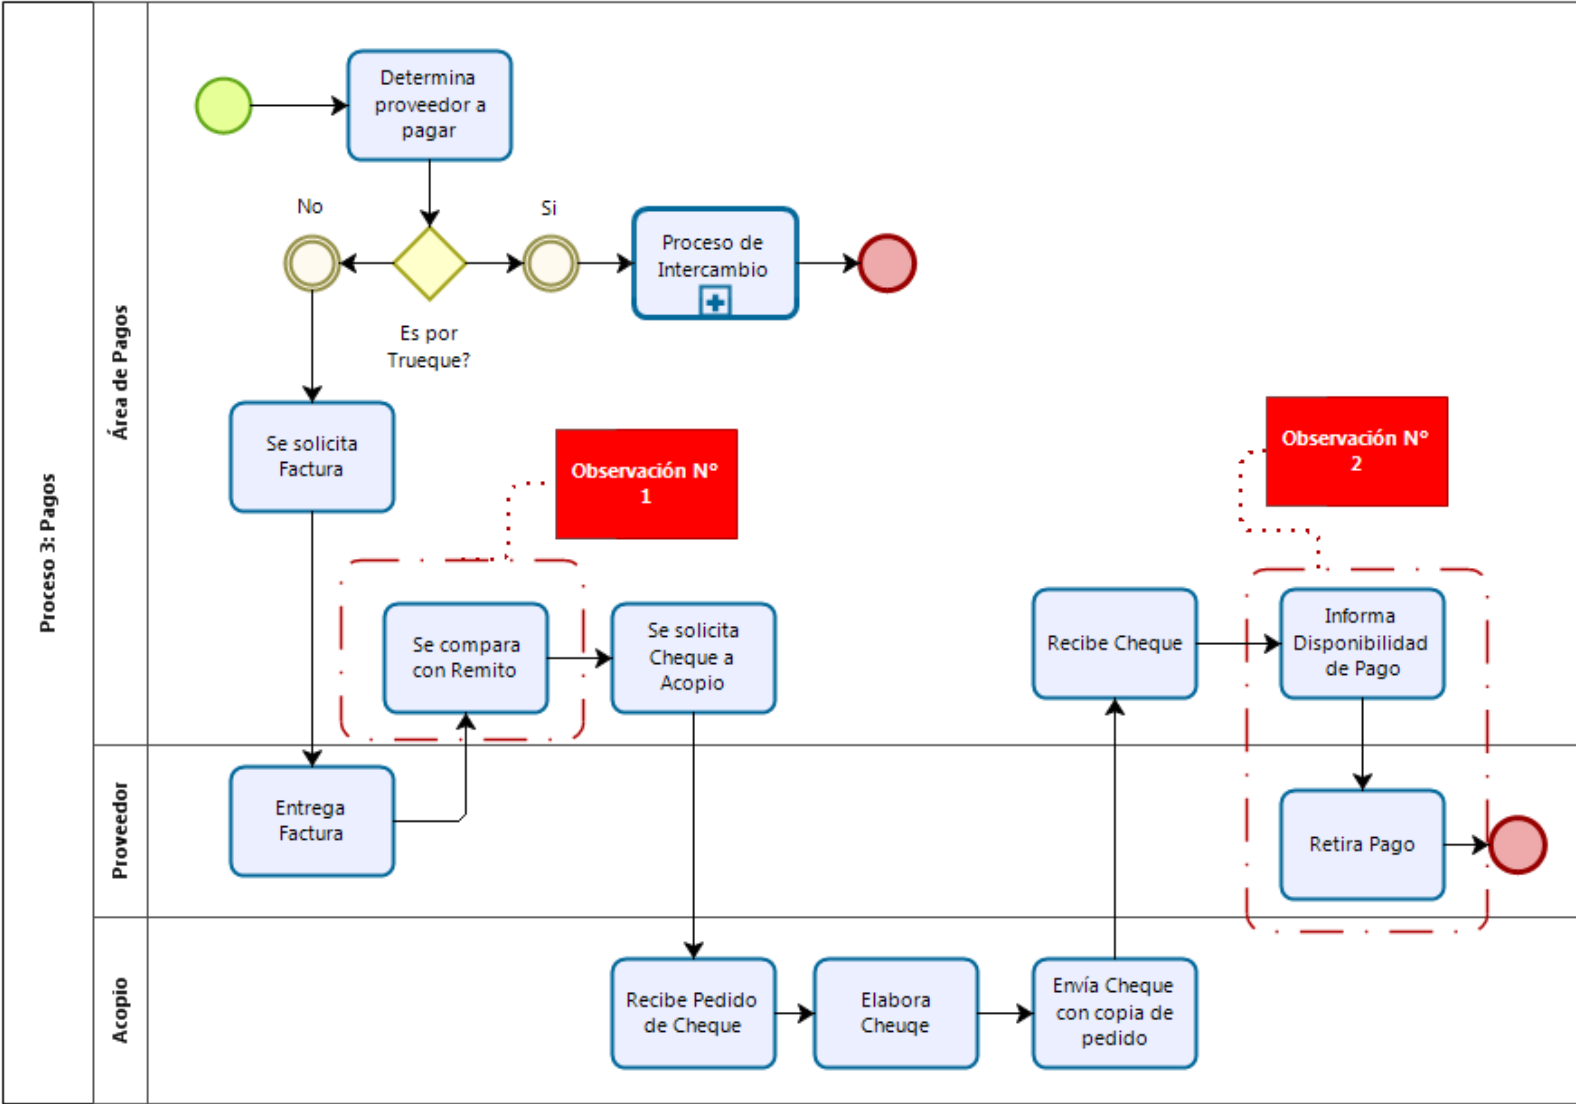 Proceso 3: Pagos
Área de Pagos
Determina
proveedor a
pagar
No
Si
Es por
Trueque?
Proceso de
Intercambio
Se solicita
Factura
Observación N°
1
Observación N°
2
Se compara
con Remito
Se solicita
Cheque a
Acopio
Recibe Cheque
Informa
Disponibilidad
de Pago
Proveedor
Entrega
Factura
Retira Pago
Acopio
Recibe Pedido
de Cheque
Elabora
Cheuqe
Envía Cheque
con copia de
pedido